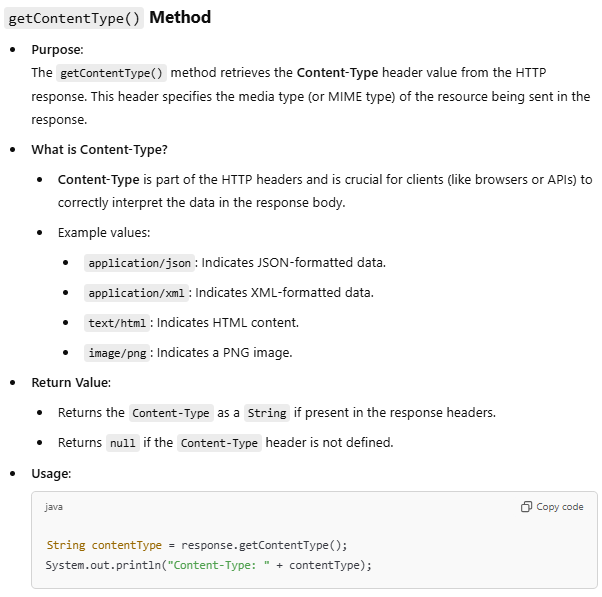 getContentType() Method
Purpose:
The getContentType() method retrieves the Content-Type header value from the HTTP
response. This header specifies the media type (or MIME type) of the resource being sent in the
response.
What is Content-Type?
Content-Type is part of the HTTP headers and is crucial for clients (like browsers or APIs) to
correctly interpret the data in the response body.
Example values:
application/json: Indicates JSON-formatted data.
application/xml: Indicates XML-formatted data.
text/html: Indicates HTML content.
image/png: Indicates a PNG image.
Return Value:
Returns the Content-Type as a String if present in the response headers.
Returns null if the Content-Type header is not defined.
Usage:
java Copy code
String contentType = response.getContentType();
System.out.println("Content-Type: " + contentType);